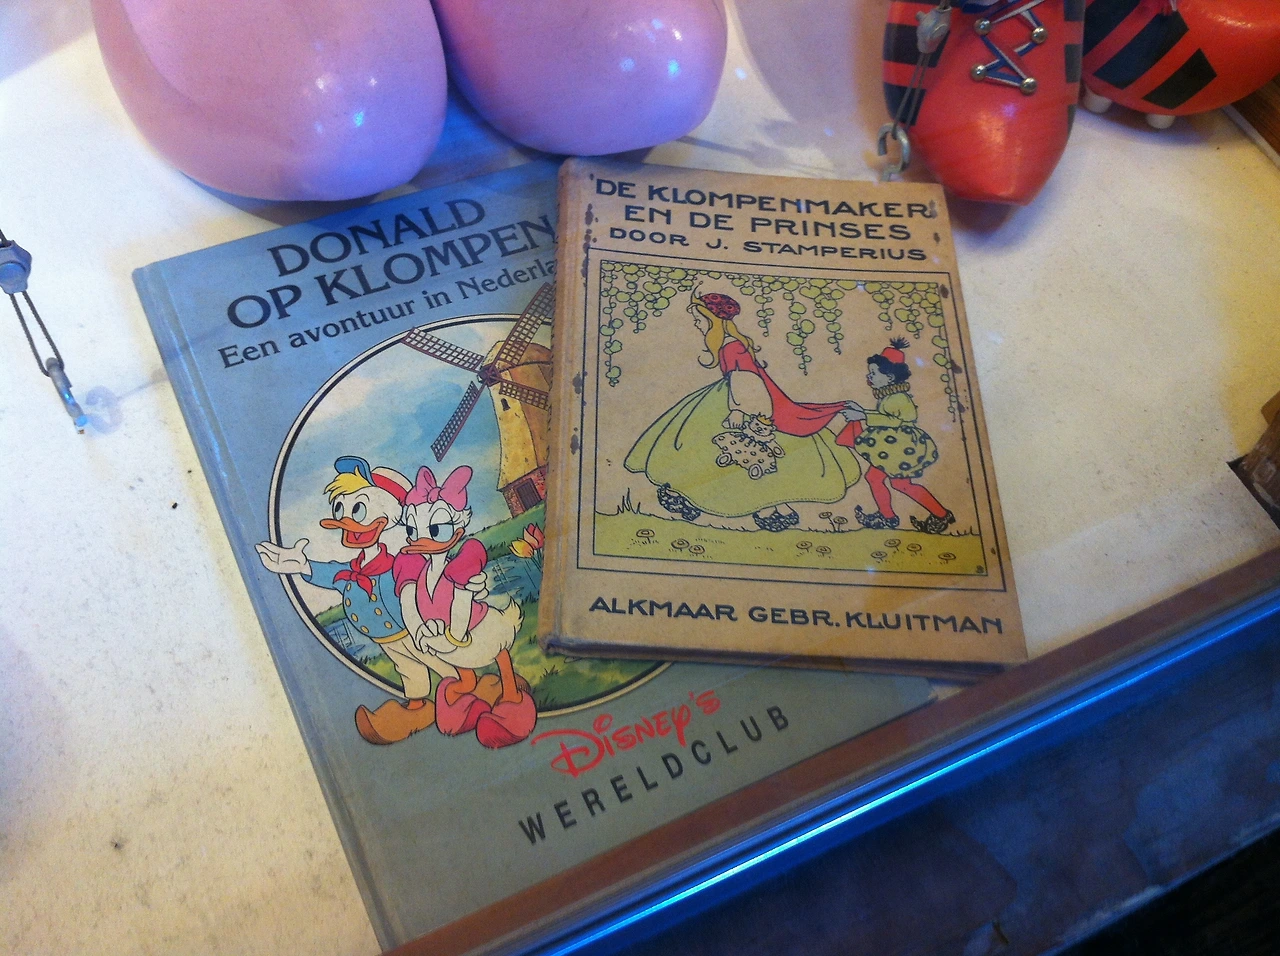 DONALD
OP KLOMPEN
Een avontuur in
DISNEY'S
WERELDCLUB
DE KLOMPENMAKER
EN DE PRINSES
DOOR J. STAMPERIUS
ALKMAAR GEBR. KLUITMAN